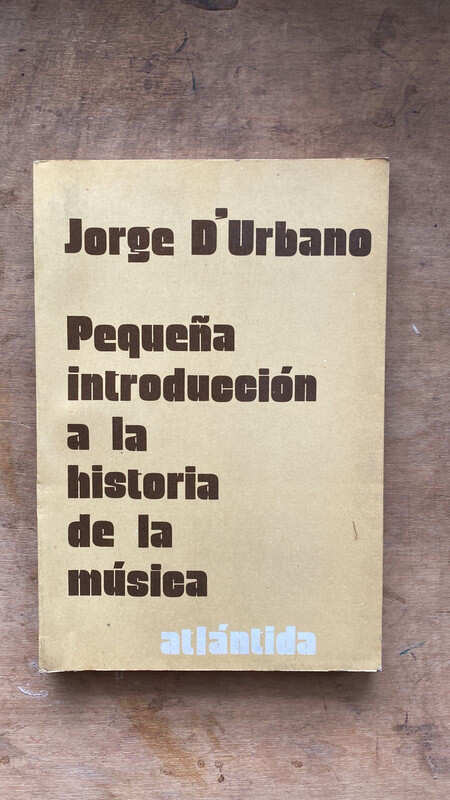 Jorge D'Urbano
Pequeña
introducción
a la
historia
de la
música
atlántida